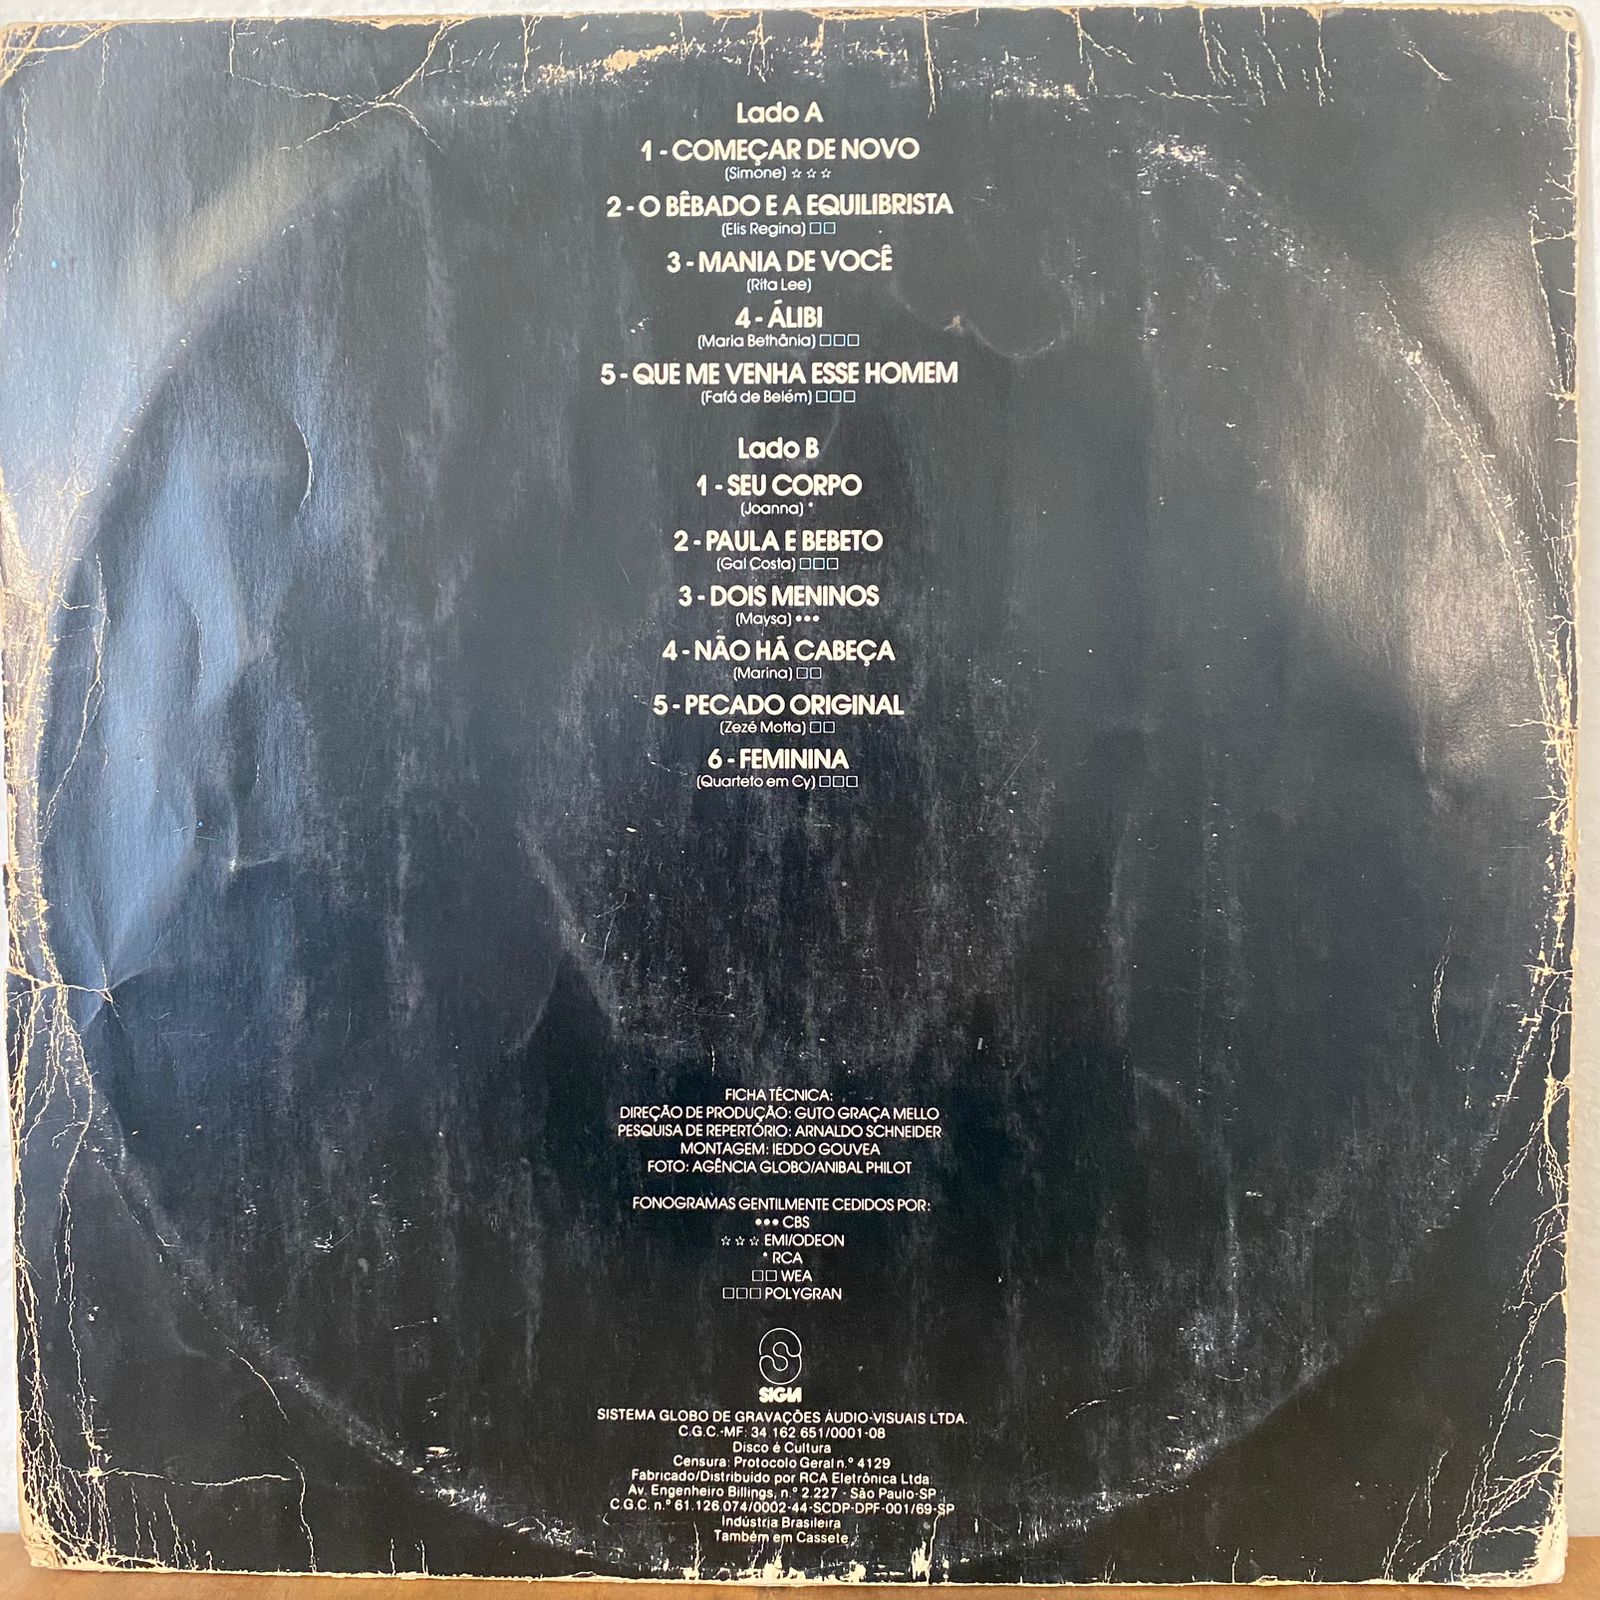 Lado A
1 - COMEÇAR DE NOVO
(Simone) ☆ ☆ ☆
2 - O BÊBADO E A EQUILIBRISTA
(Elis Regina) □□
3 - MANIA DE VOCÊ
(Rita Lee)
4 - ÁLIBI
(Maria Bethânia) □□□
5 - QUE ME VENHA ESSE HOMEM
(Fafá de Belém) □□□
Lado B
1 - SEU CORPO
(Joanna) *
2 - PAULA E BEBETO
(Gal Costa) □□□
3 - DOIS MENINOS
(Maysa) •••
4 - NÃO HÁ CABEÇA
(Marina) □□
5 - PECADO ORIGINAL
(Zezé Motta) □□
6 - FEMININA
(Quarteto em Cy) □□□
FICHA TÉCNICA:
DIREÇÃO DE PRODUÇÃO: GUTO GRAÇA MELLO
PESQUISA DE REPERTÓRIO: ARNALDO SCHNEIDER
MONTAGEM: IEDDO GOUVEA
FOTO: AGÊNCIA GLOBO/ANIBAL PHILOT
FONOGRAMAS GENTILMENTE CEDIDOS POR:
••• CBS
☆ ☆ ☆ EMI/ODEON
* RCA
□□ WEA
□□□ POLYGRAN
SIGLA
SISTEMA GLOBO DE GRAVAÇÕES ÁUDIO-VISUAIS LTDA.
C.G.C.-MF: 34 162 651/0001-08
Disco é Cultura
Censura: Protocolo Geral n.º 4129
Fabricado/Distribuido por RCA Eletrônica Ltda.
Av. Engenheiro Billings, n.º 2.227 - São Paulo-SP
C.G.C. n.º 61.126.074/0002-44-SCDP-DPF-001/69-SP
Indústria Brasileira
Também em Cassete